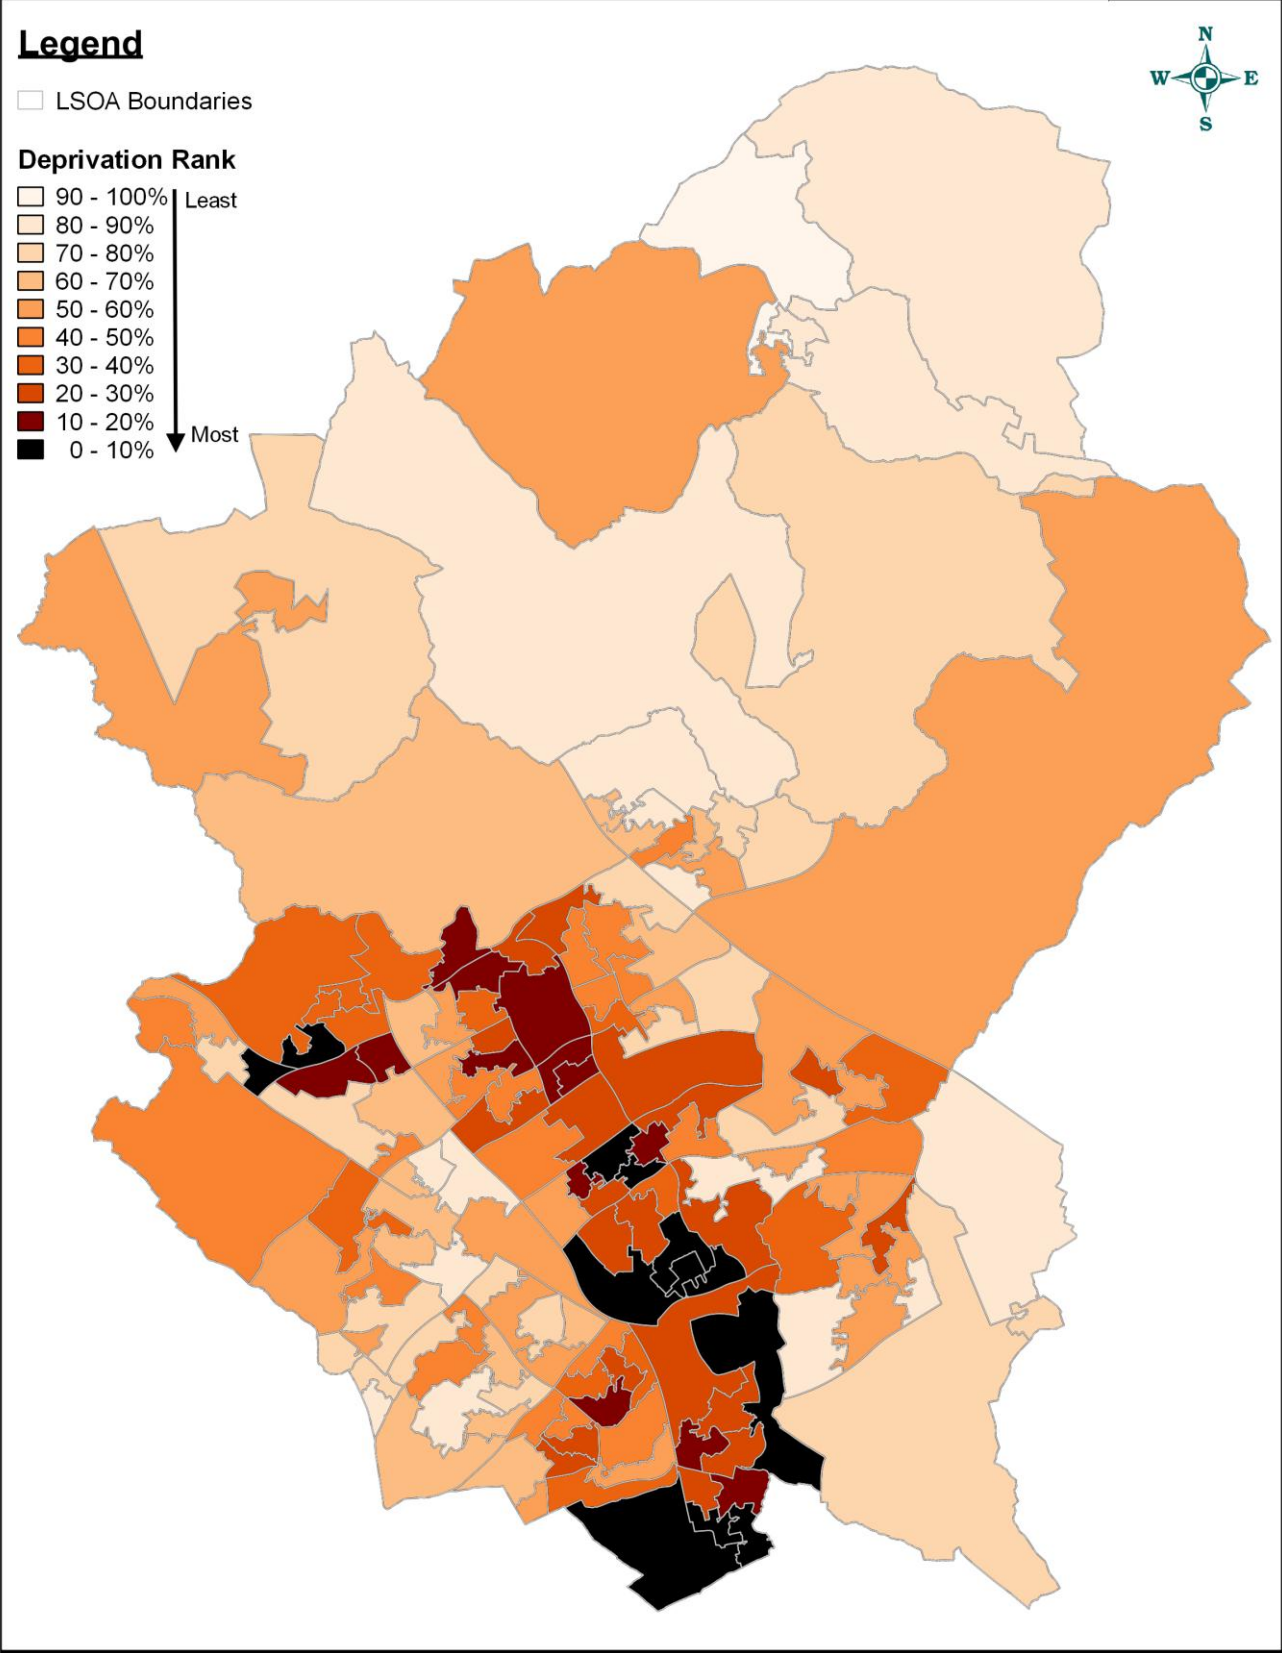 Legend
LSOA Boundaries
Deprivation Rank
90 - 100%
Least
80 - 90%
70 - 80%
60 - 70%
50 - 60%
40 - 50%
30 - 40%
20 - 30%
10 - 20%
Most
0 - 10%
N
W E
S